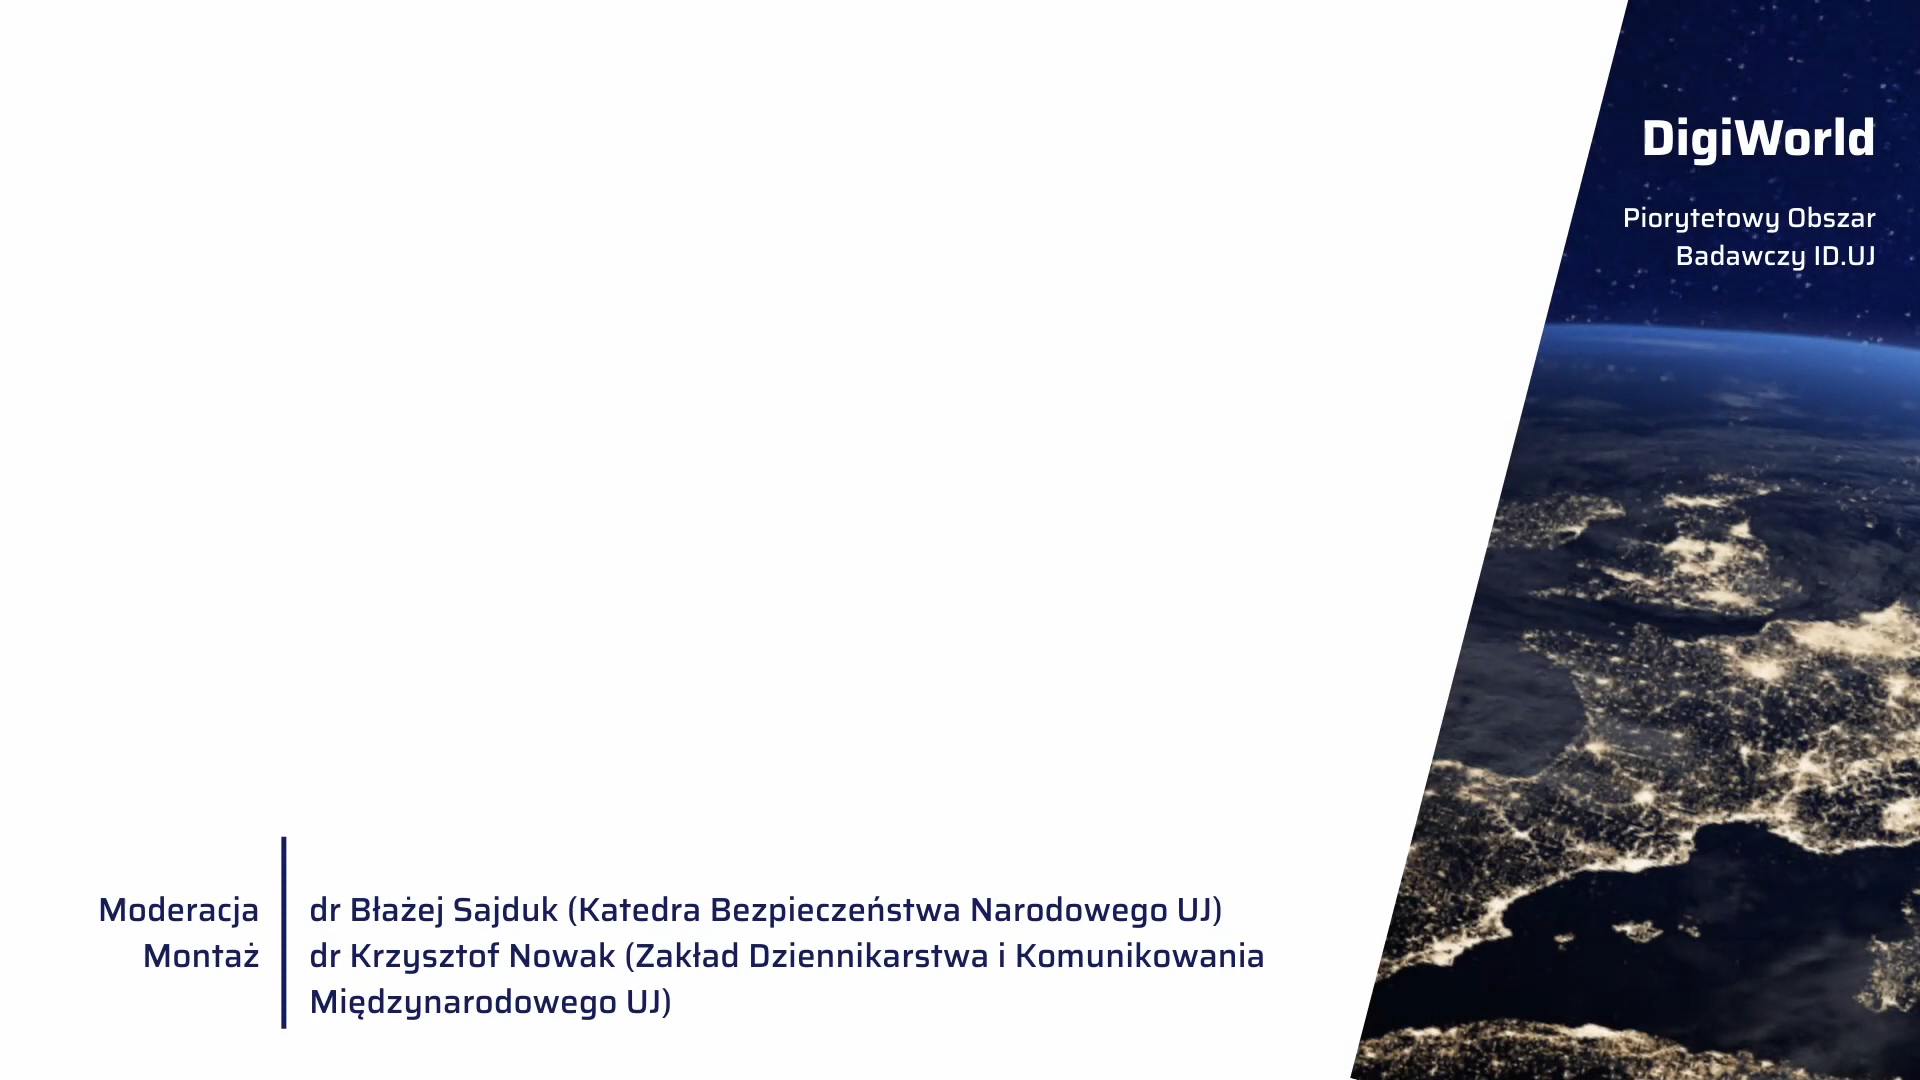 DigiWorld
Piorytetowy Obszar
Badawczy ID.UJ
Moderacja
Montaż
dr Błażej Sajduk (Katedra Bezpieczeństwa Narodowego UJ)
dr Krzysztof Nowak (Zakład Dziennikarstwa i Komunikowania
Międzynarodowego UJ)